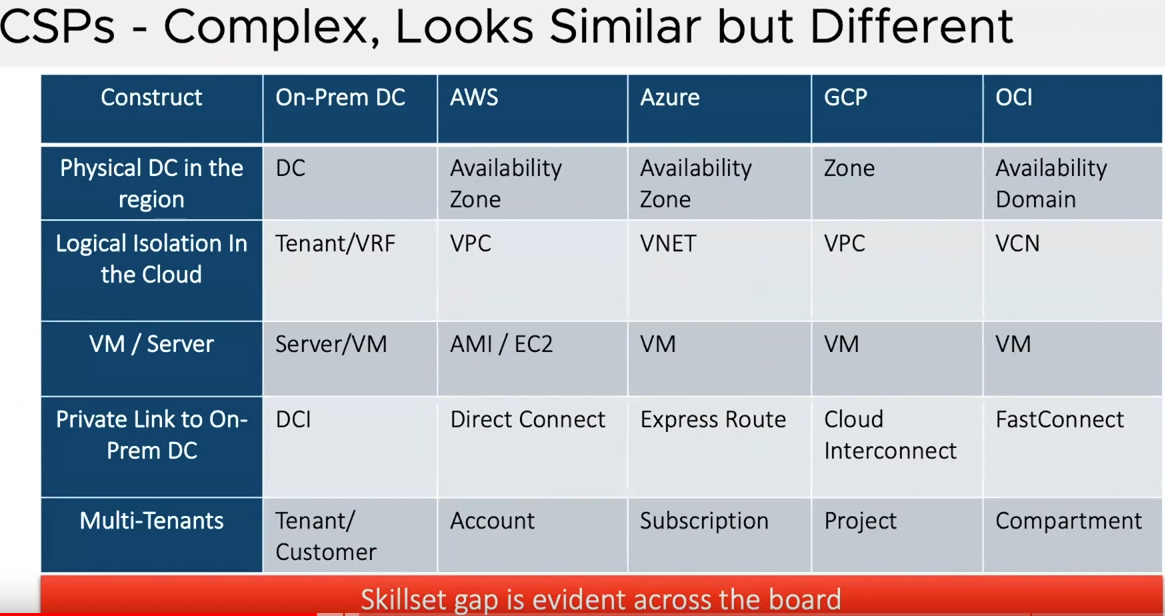 CSPs - Complex, Looks Similar but Different
Construct
On-Prem DC
AWS
Azure
GCP
OCI
Physical DC in the
region
DC
Availability
Zone
Availability
Zone
Zone
Availability
Domain
Logical Isolation In
the Cloud
Tenant/VRF
VPC
VNET
VPC
VCN
VM / Server
Server/VM
AMI / EC2
VM
VM
VM
Private Link to On-
Prem DC
DCI
Direct Connect
Express Route
Cloud
Interconnect
FastConnect
Multi-Tenants
Tenant/
Customer
Account
Subscription
Project
Compartment
Skillset gap is evident across the board